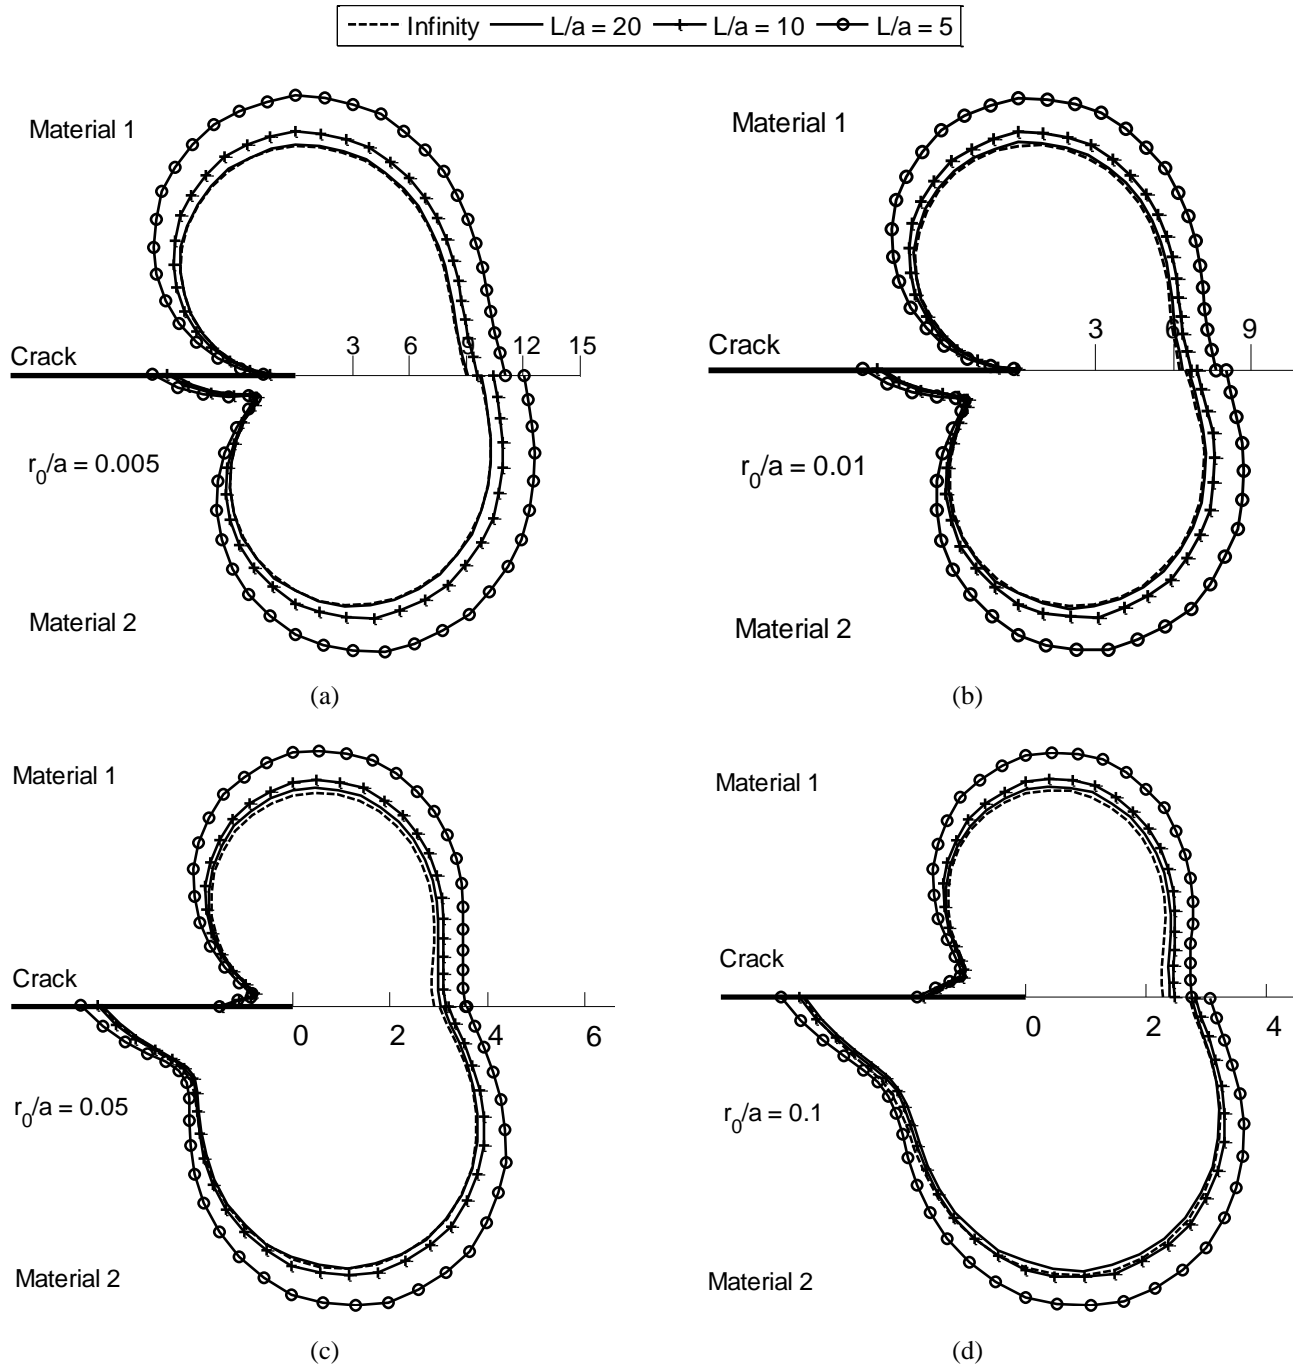 Infinity L/a = 20 L/a = 10 L/a = 5
Material 1
Crack
3 6 9 12 15
r0/a = 0.005
Material 2
(a)
Material 1
Crack
3 6 9
r0/a = 0.01
Material 2
(b)
Material 1
Crack
0 2 4 6
r0/a = 0.05
Material 2
(c)
Material 1
Crack
0 2 4
r0/a = 0.1
Material 2
(d)